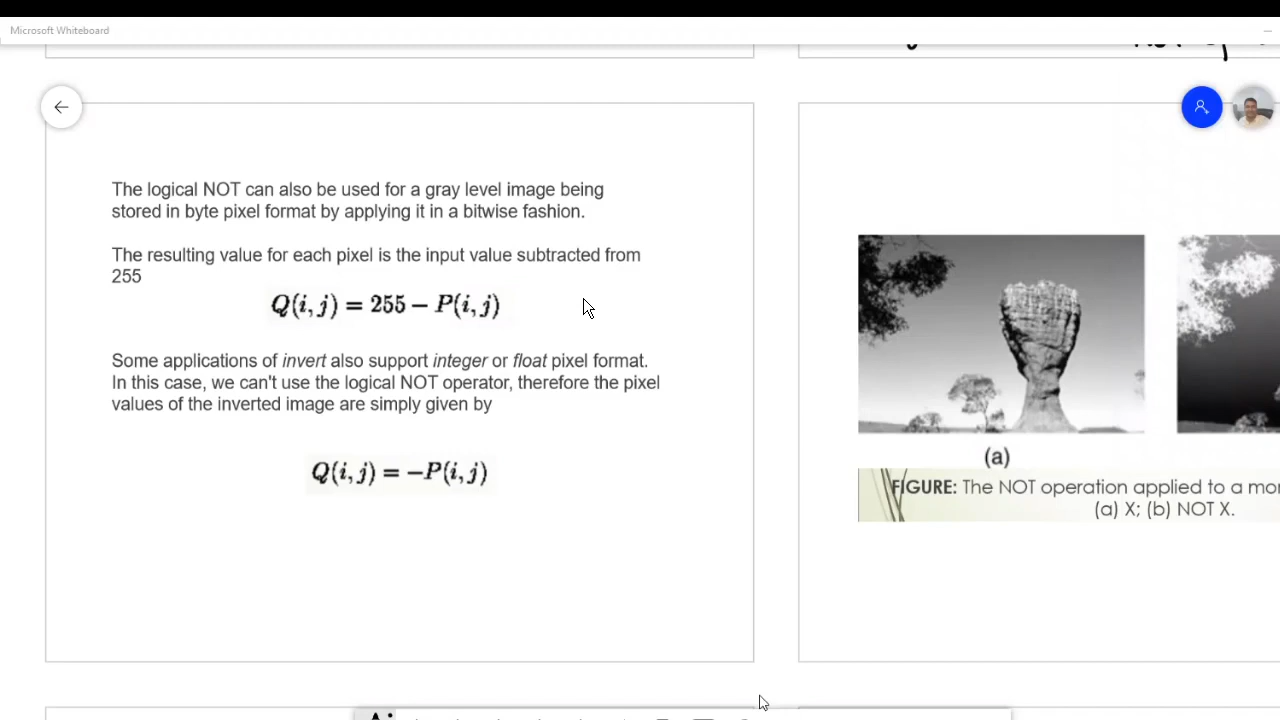 Microsoft Whiteboard
The logical NOT can also be used for a gray level image being
stored in byte pixel format by applying it in a bitwise fashion.
The resulting value for each pixel is the input value subtracted from
255
Q(i, j) = 255 − P(i, j)
Some applications of invert also support integer or float pixel format.
In this case, we can't use the logical NOT operator, therefore the pixel
values of the inverted image are simply given by
Q(i, j) = −P(i, j)
(a)
FIGURE: The NOT operation applied to a
(a) X; (b) NOT X.